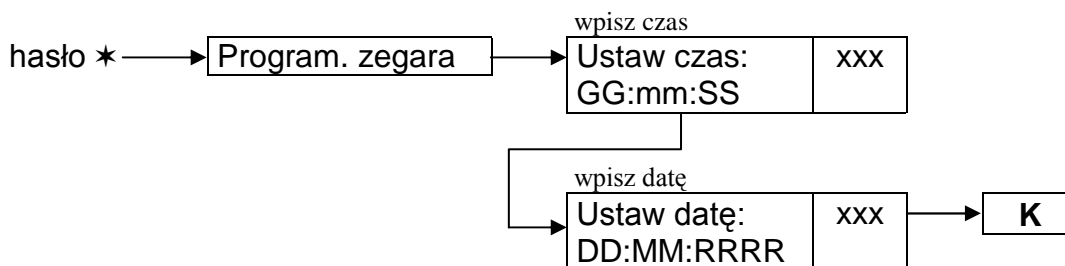 wpisz czas
hasło ✶ Program. zegara Ustaw czas: xxx
GG:mm:SS
wpisz datę
Ustaw datę: xxx K
DD:MM:RRRR